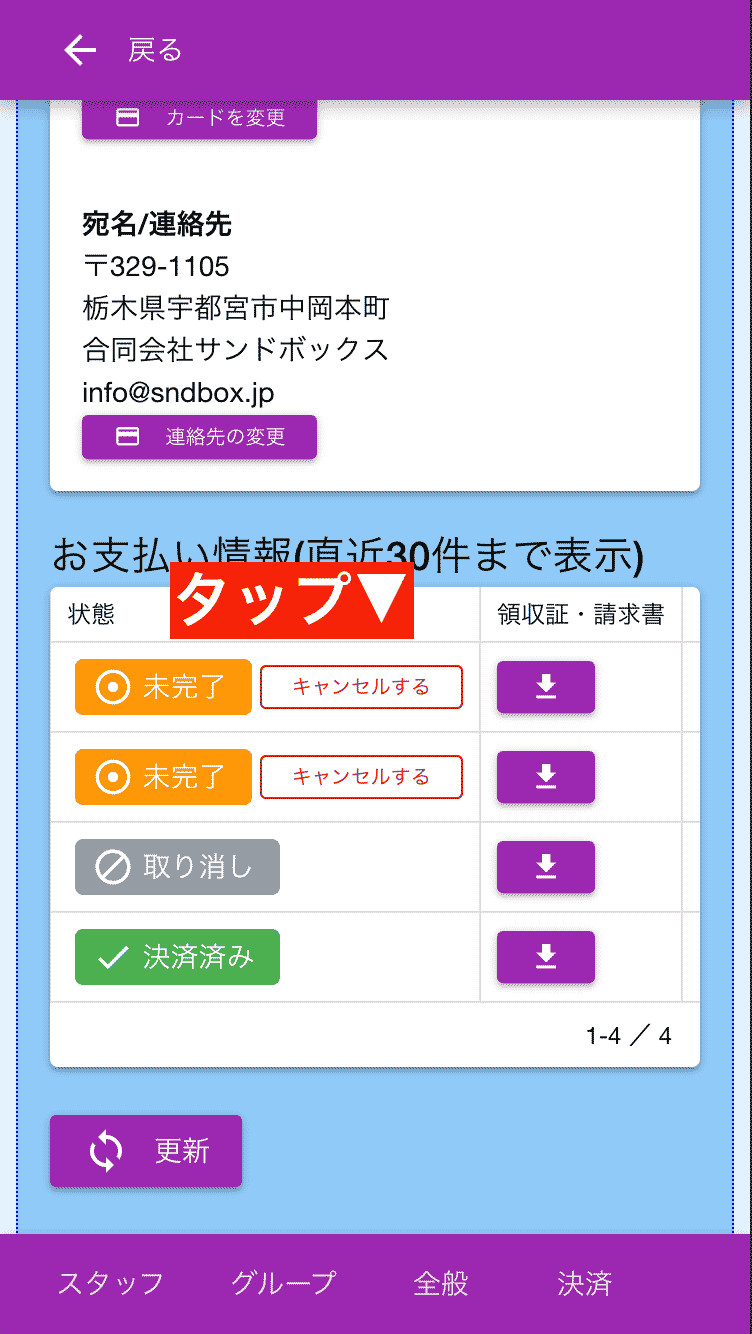 戻る
カードを変更
宛名/連絡先
〒329-1105
栃木県宇都宮市中岡本町
合同会社サンドボックス
info@sndbox.jp
連絡先の変更
お支払い情報(直近30件まで表示)
タップ▼
状態 領収証・請求書
未完了 キャンセルする
未完了 キャンセルする
取り消し
決済済み
1-4 ／ 4
更新
スタッフ グループ 全般 決済